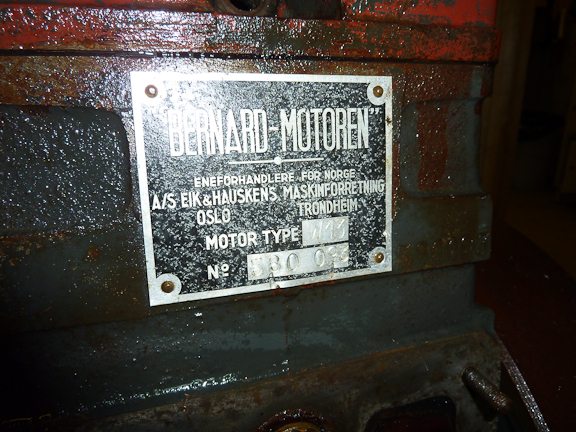 "BERNARD-MOTOREN"
ENEFORHANDLERE FOR NORGE
A/S EIK & HAUSKENS MASKINFORRETNING
OSLO TRONDHEIM
MOTOR TYPE
No